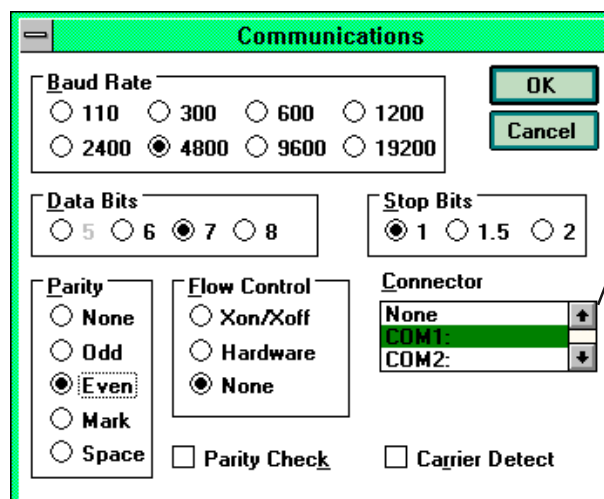 Communications
Baud Rate
110 300 600 1200
2400 4800 9600 19200
OK
Cancel
Data Bits
5 6 7 8
Stop Bits
1 1.5 2
Parity
None
Odd
Even
Mark
Space
Flow Control
Xon/Xoff
Hardware
None
Connector
None
COM1:
COM2:
Parity Check
Carrier Detect